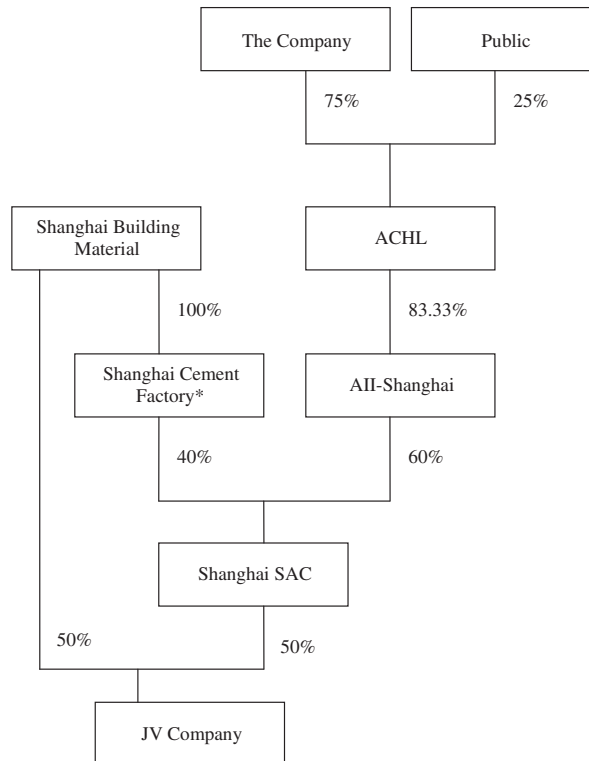 The Company
Public
75%
25%
Shanghai Building
Material
ACHL
100%
83.33%
Shanghai Cement
Factory*
AII-Shanghai
40%
60%
Shanghai SAC
50%
50%
JV Company